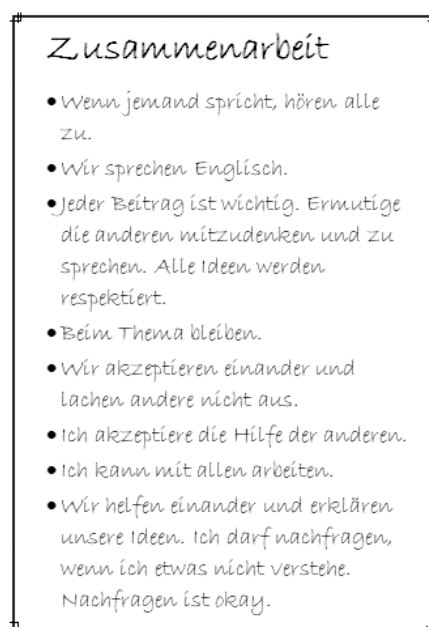 Zusammenarbeit
• Wenn jemand spricht, hören alle
zu.
• Wir sprechen Englisch.
• Jeder Beitrag ist wichtig. Ermutige
die anderen mitzudenken und zu
sprechen. Alle Ideen werden
respektiert.
• Beim Thema bleiben.
• Wir akzeptieren einander und
lachen andere nicht aus.
• Ich akzeptiere die Hilfe der anderen.
• Ich kann mit allen arbeiten.
• Wir helfen einander und erklären
unsere Ideen. Ich darf nachfragen,
wenn ich etwas nicht verstehe.
Nachfragen ist okay.